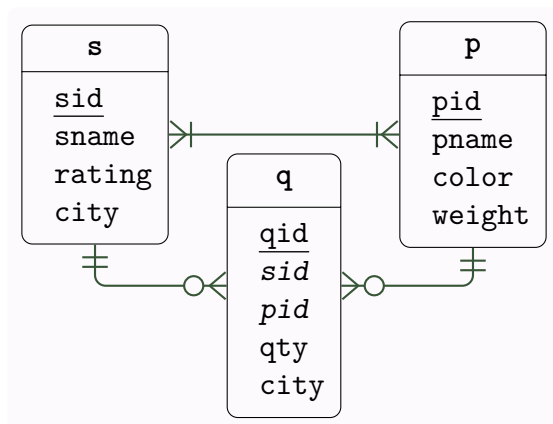 s
sid
sname
rating
city
p
pid
pname
color
weight
q
qid
sid
pid
qty
city